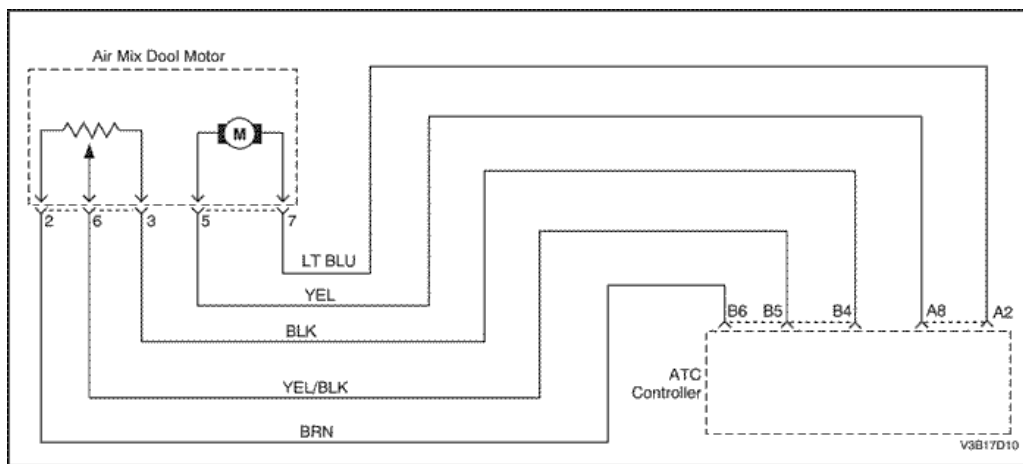 Air Mix Dool Motor
M
2 6 3 5 7
LT BLU
YEL
BLK
YEL/BLK
BRN
B6 B5 B4 A8 A2
ATC
Controller
V3B17D10